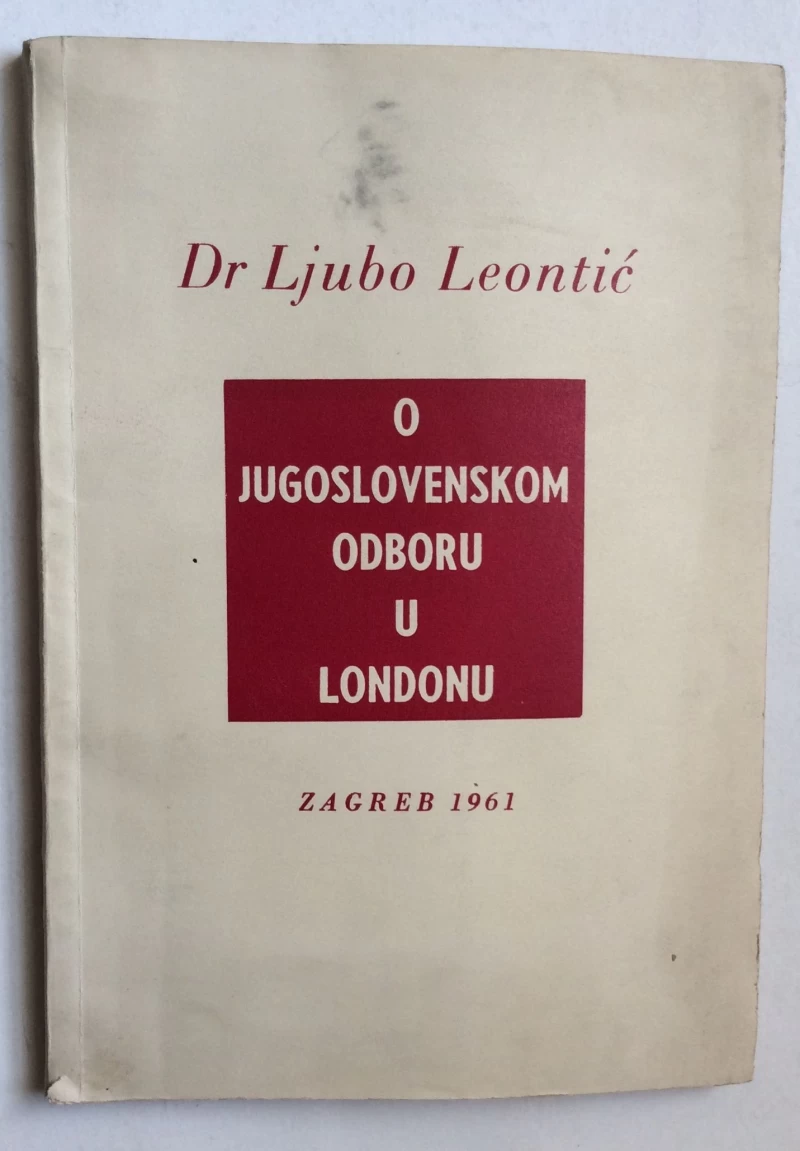 Dr Ljubo Leontić
O
JUGOSLOVENSKOM
ODBORU
U
LONDONU
ZAGREB 1961